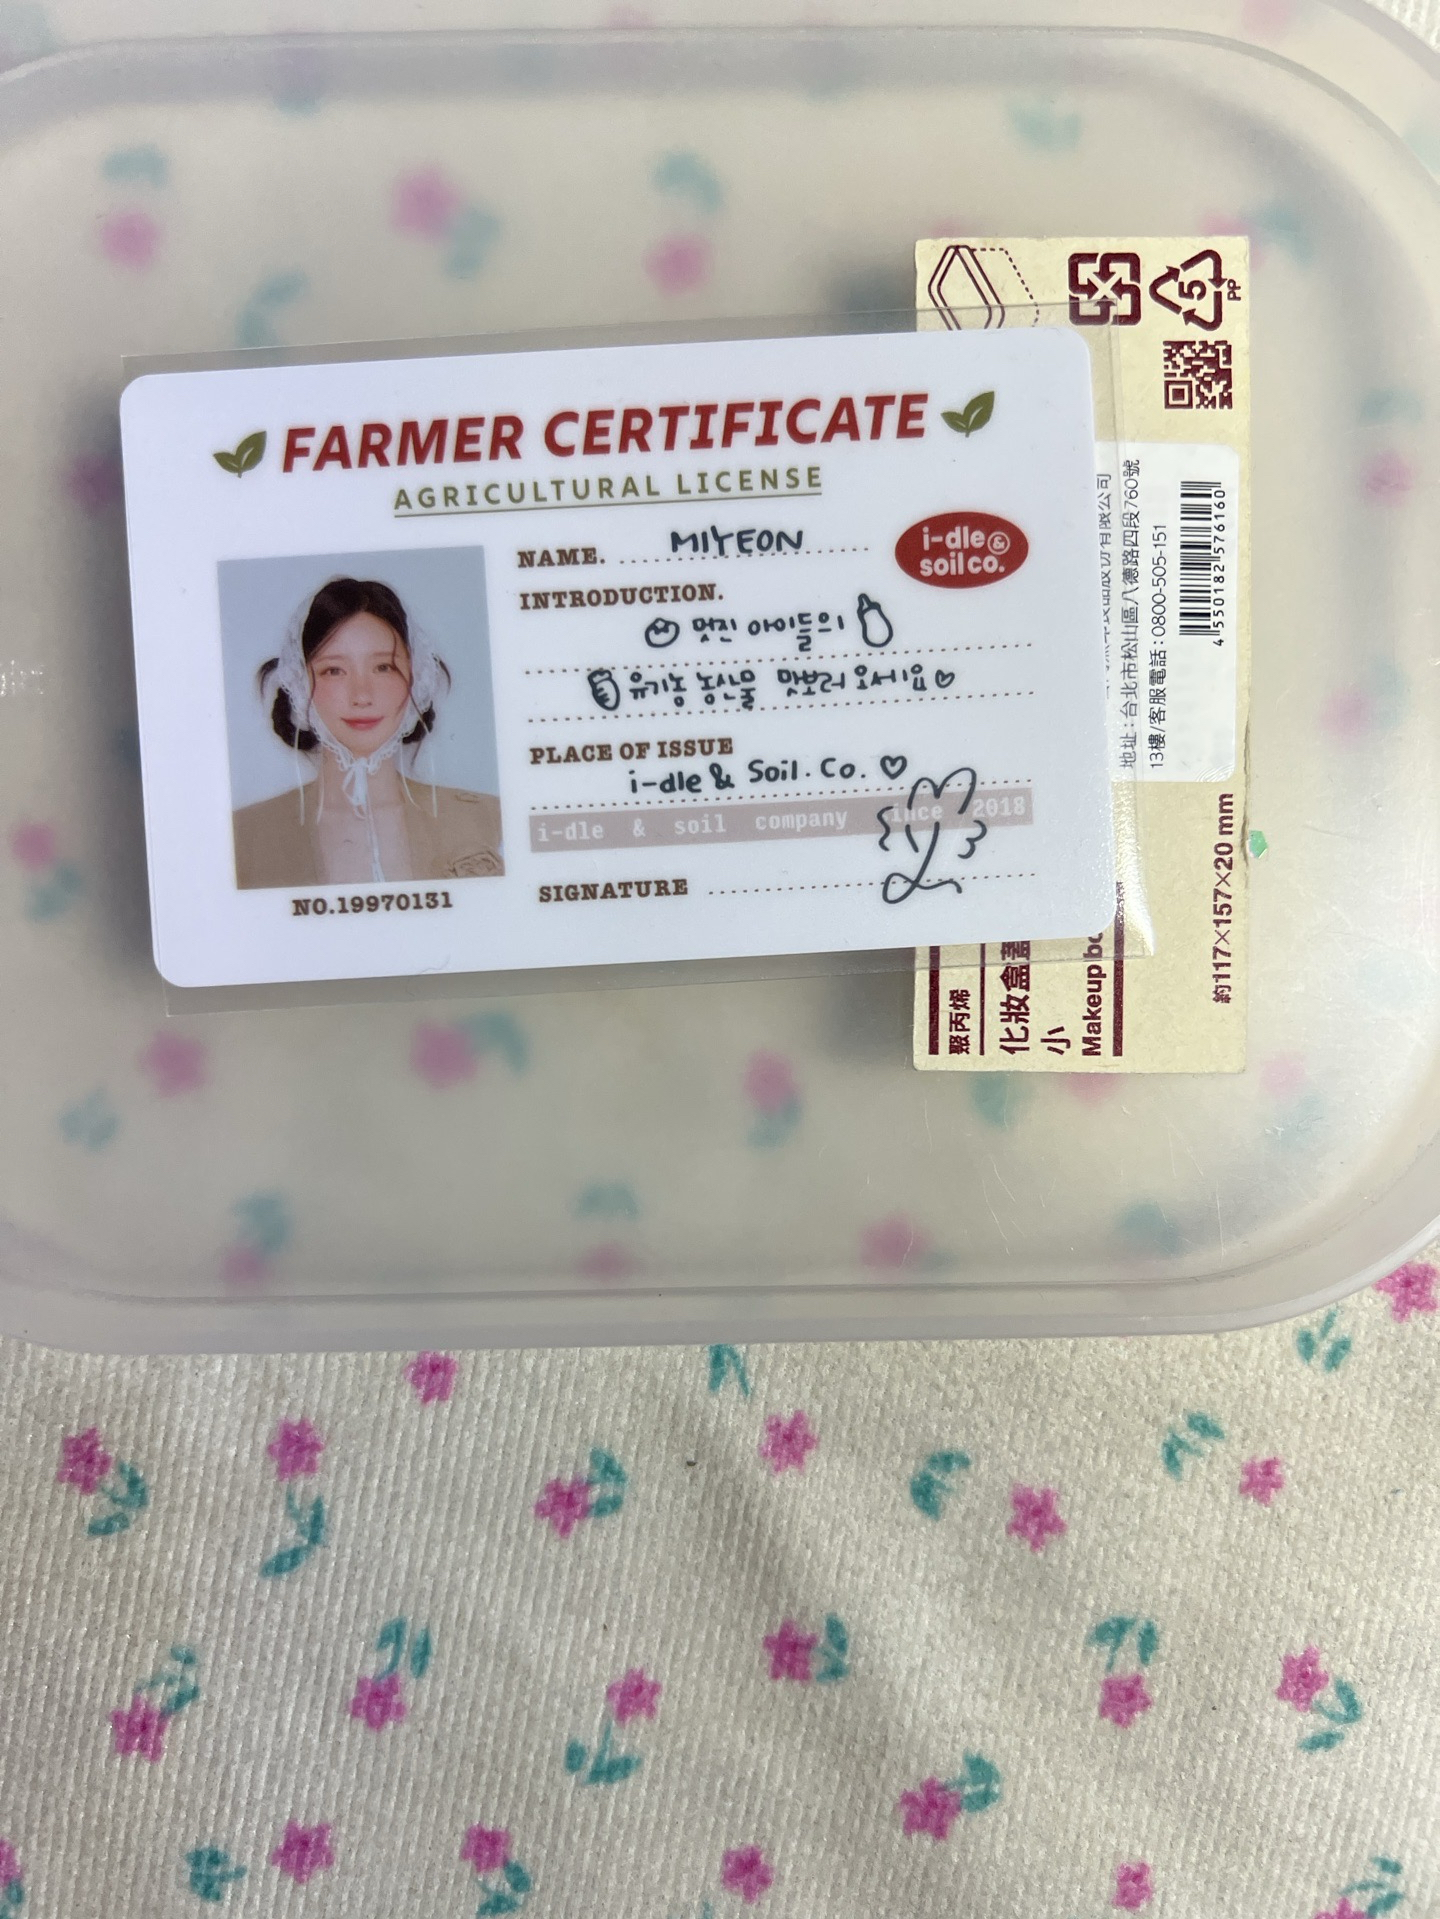 FARMER CERTIFICATE
AGRICULTURAL LICENSE
NAME. MIYEON
i-dle &
soil co.
INTRODUCTION.
멋진 아이들의
유기농 농산물 맛보러 오세요♡
PLACE OF ISSUE
i-dle & Soil. Co. ♡
i-dle & soil company since 2018
SIGNATURE
NO.19970131
5
PP
地址:台北市松山區八德路四段760號
13樓/客服電話:0800-505-151
4550182576160
聚丙烯
化妝盒蓋
小
Makeup
約117×157×20 mm